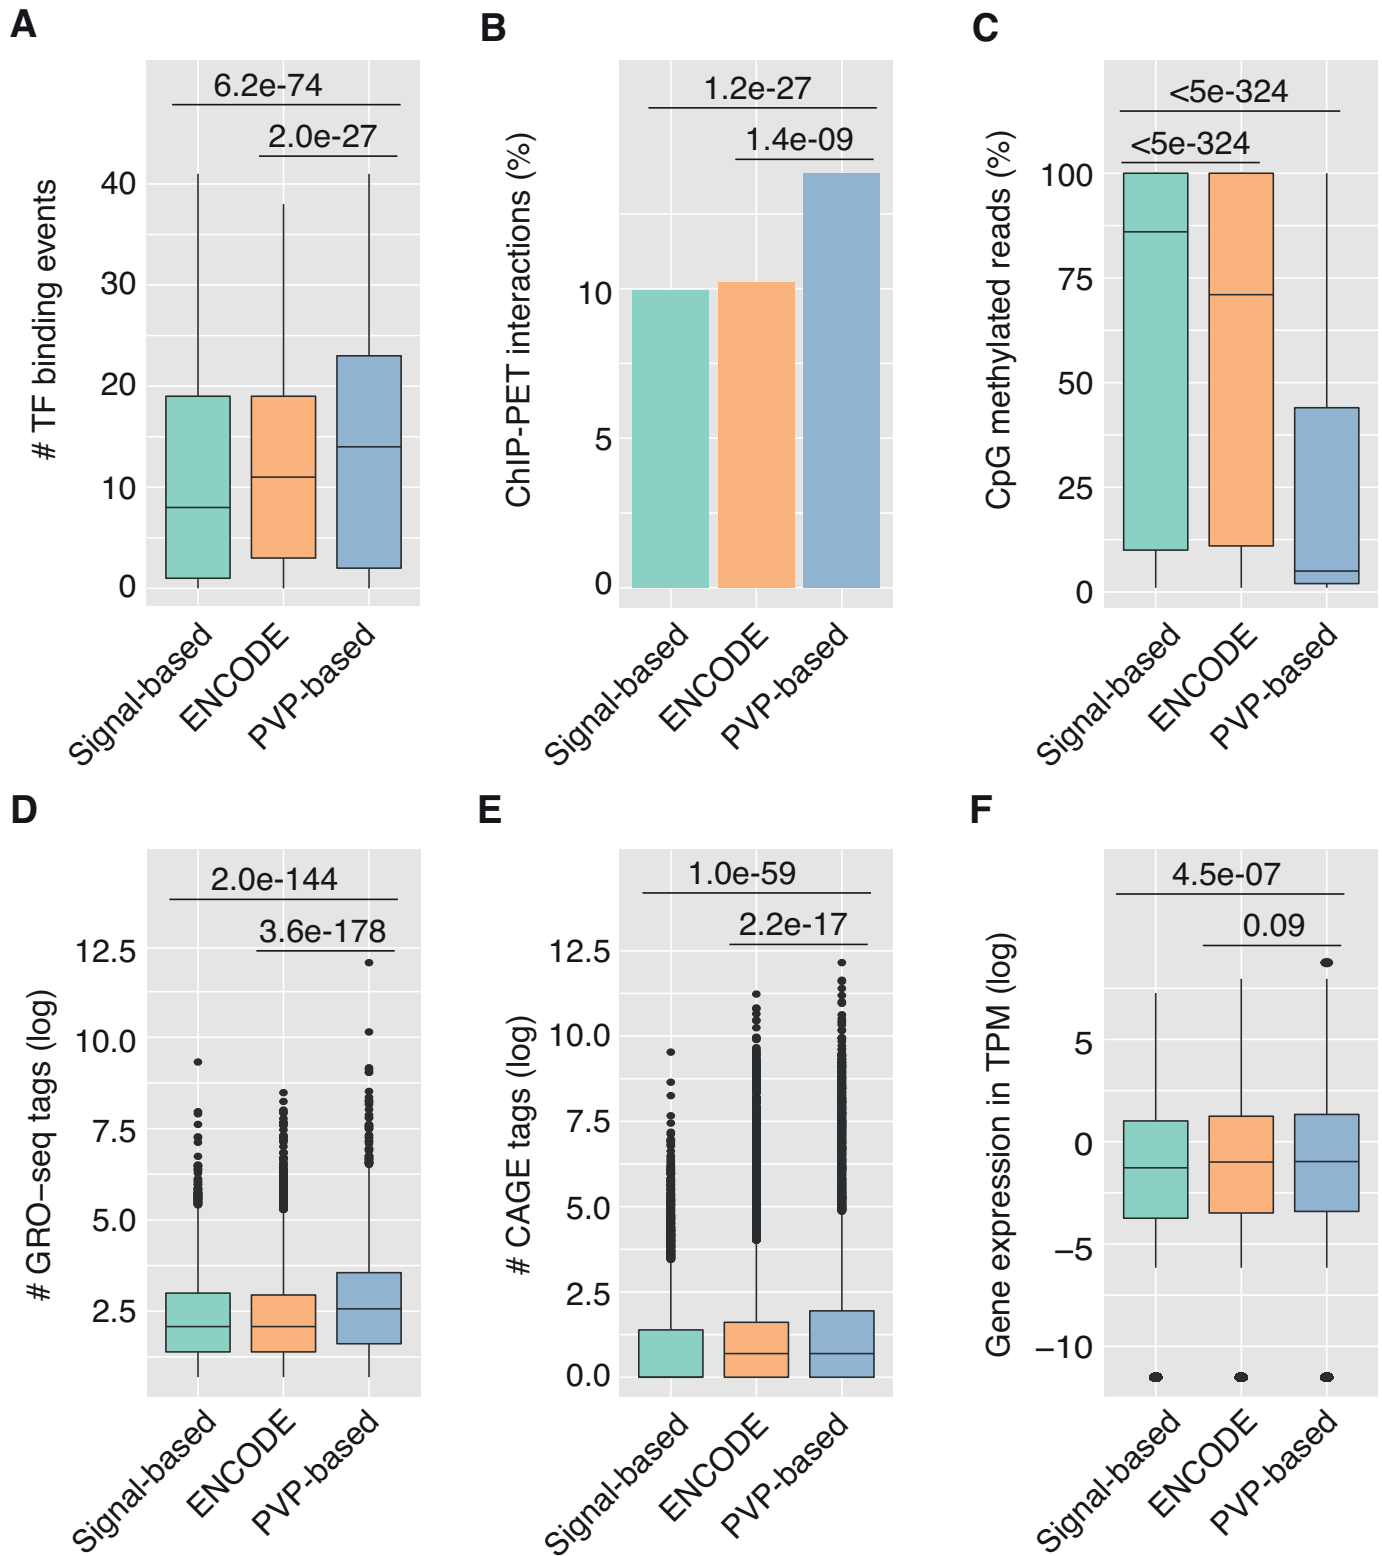 A
6.2e-74
2.0e-27
# TF binding events
40
30
20
10
0
Signal-based
ENCODE
PVP-based
B
1.2e-27
1.4e-09
ChIP-PET interactions (%)
10
5
0
Signal-based
ENCODE
PVP-based
C
<5e-324
<5e-324
CpG methylated reads (%)
100
75
50
25
0
Signal-based
ENCODE
PVP-based
D
2.0e-144
3.6e-178
# GRO−seq tags (log)
12.5
10.0
7.5
5.0
2.5
Signal-based
ENCODE
PVP-based
E
1.0e-59
2.2e-17
# CAGE tags (log)
12.5
10.0
7.5
5.0
2.5
0.0
Signal-based
ENCODE
PVP-based
F
4.5e-07
0.09
Gene expression in TPM (log)
5
0
−5
−10
Signal-based
ENCODE
PVP-based